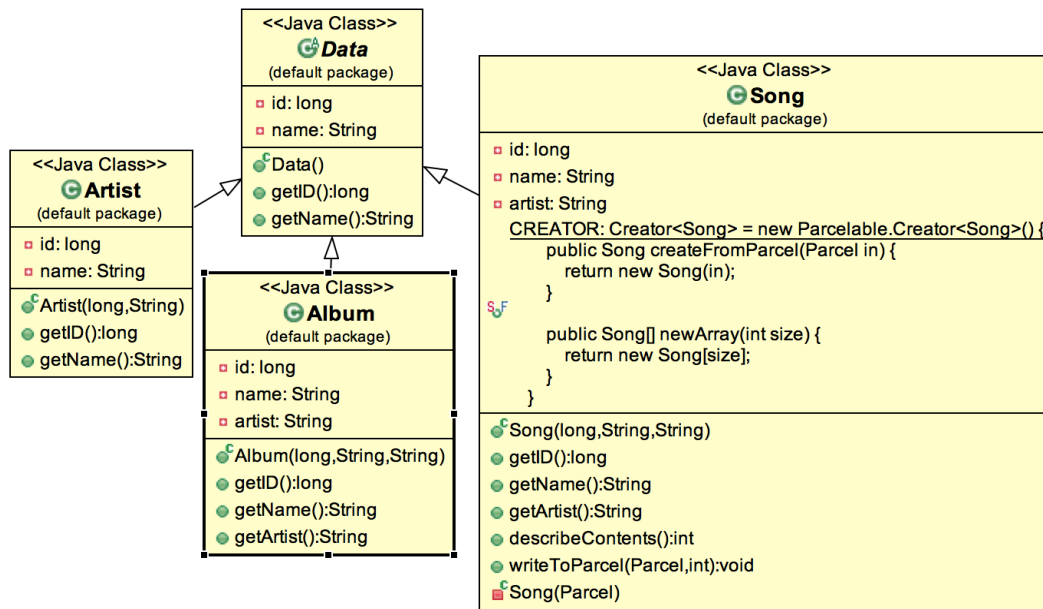 <<Java Class>>
Data
(default package)
id: long
name: String
Data()
getID():long
getName():String
<<Java Class>>
Artist
(default package)
id: long
name: String
Artist(long,String)
getID():long
getName():String
<<Java Class>>
Album
(default package)
id: long
name: String
artist: String
Album(long,String,String)
getID():long
getName():String
getArtist():String
<<Java Class>>
Song
(default package)
id: long
name: String
artist: String
CREATOR: Creator<Song> = new Parcelable.Creator<Song>() {
public Song createFromParcel(Parcel in) {
return new Song(in);
}
public Song[] newArray(int size) {
return new Song[size];
}
}
Song(long,String,String)
getID():long
getName():String
getArtist():String
describeContents():int
writeToParcel(Parcel,int):void
Song(Parcel)